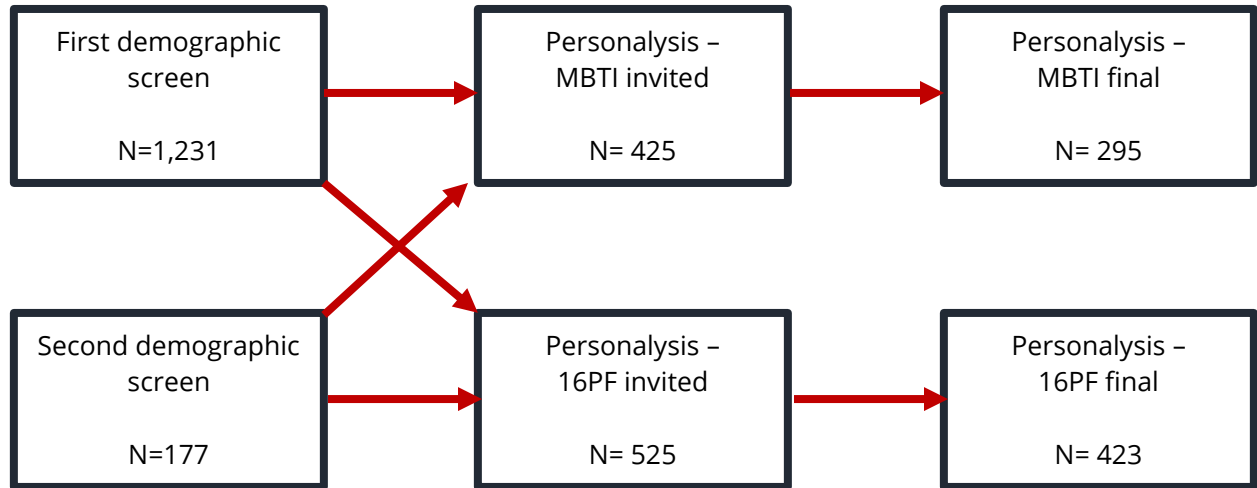 First demographic
screen
N=1,231
Personalysis –
MBTI invited
N= 425
Personalysis –
MBTI final
N= 295
Second demographic
screen
N=177
Personalysis –
16PF invited
N= 525
Personalysis –
16PF final
N= 423